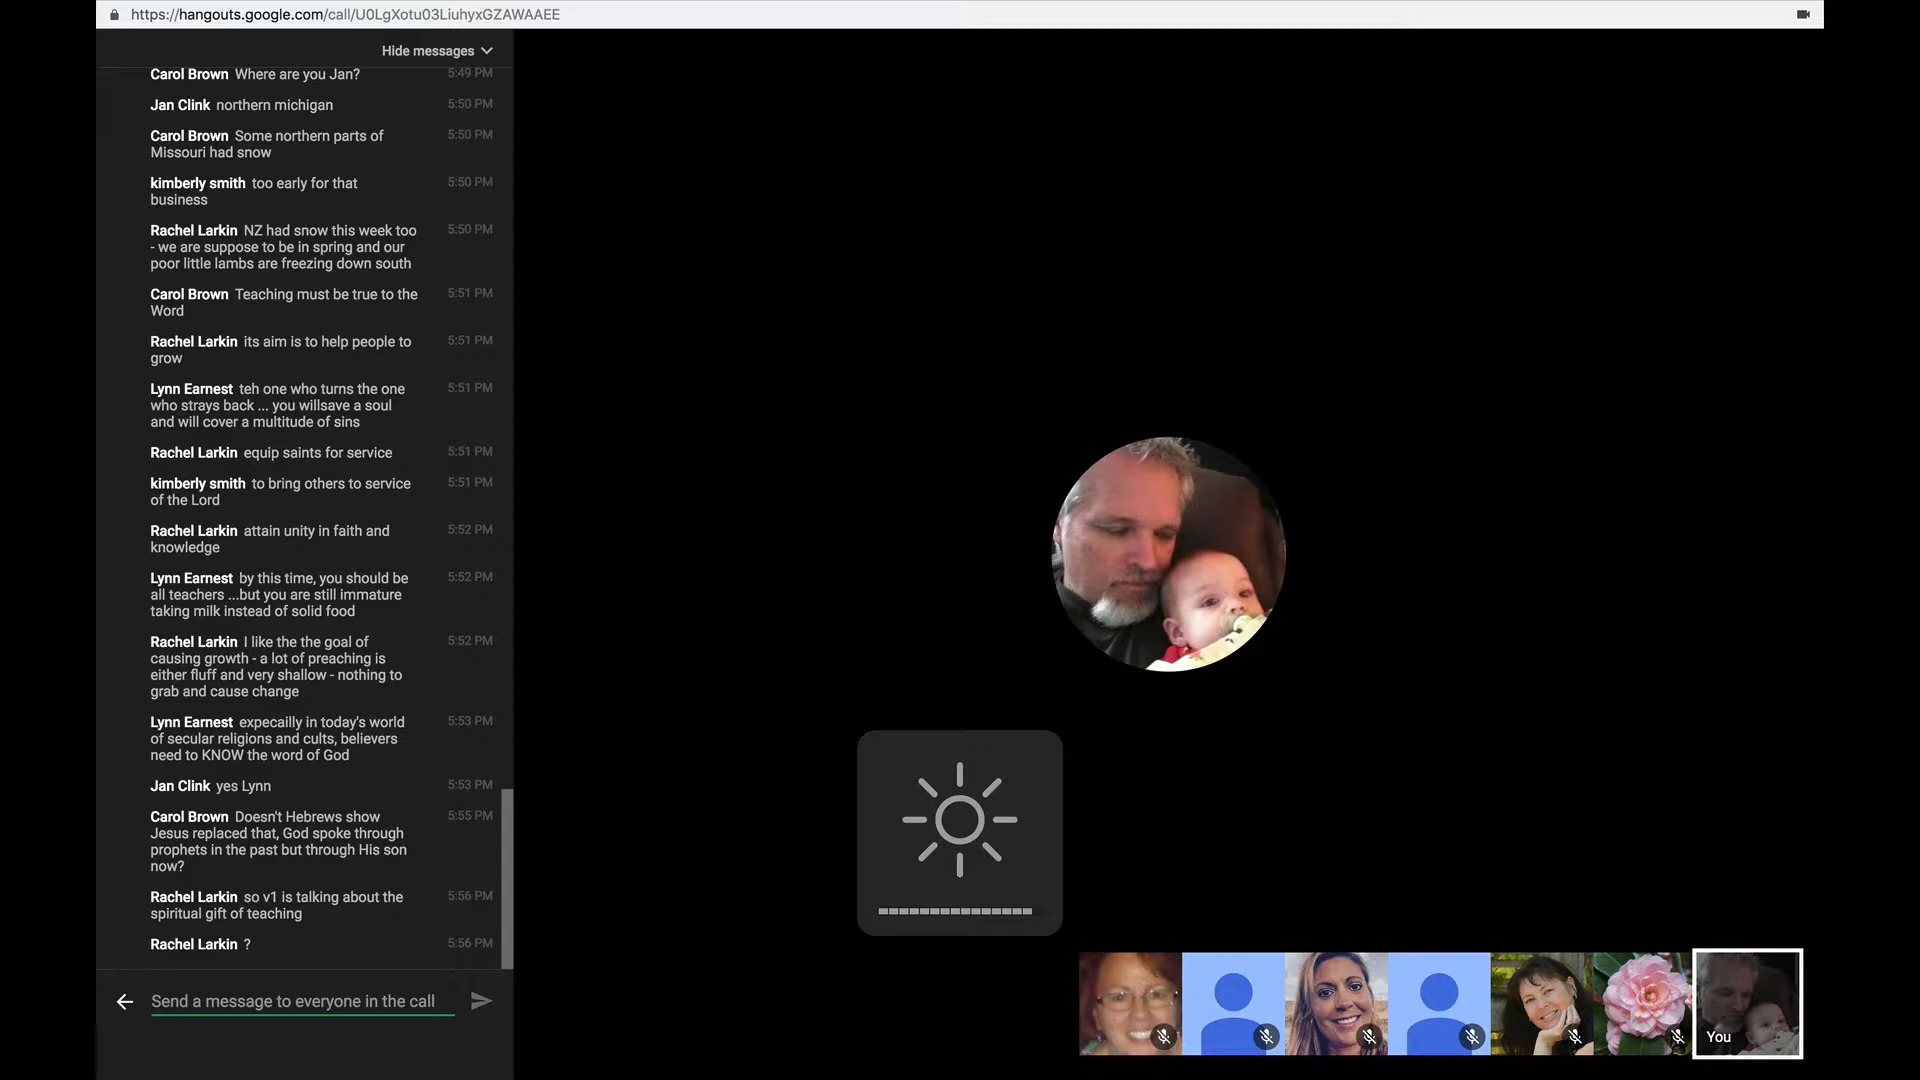 https://hangouts.google.com/call/U0LgXotu03LiuhyxGZAWAAEE
Hide messages
Carol Brown Where are you Jan? 5:49 PM
Jan Clink northern michigan 5:50 PM
Carol Brown Some northern parts of 5:50 PM
Missouri had snow
kimberly smith too early for that 5:50 PM
business
Rachel Larkin NZ had snow this week too 5:50 PM
- we are suppose to be in spring and our
poor little lambs are freezing down south
Carol Brown Teaching must be true to the 5:51 PM
Word
Rachel Larkin its aim is to help people to 5:51 PM
grow
Lynn Earnest teh one who turns the one 5:51 PM
who strays back ... you willsave a soul
and will cover a multitude of sins
Rachel Larkin equip saints for service 5:51 PM
kimberly smith to bring others to service 5:51 PM
of the Lord
Rachel Larkin attain unity in faith and 5:52 PM
knowledge
Lynn Earnest by this time, you should be 5:52 PM
all teachers ...but you are still immature
taking milk instead of solid food
Rachel Larkin I like the the goal of 5:52 PM
causing growth - a lot of preaching is
either fluff and very shallow - nothing to
grab and cause change
Lynn Earnest expecailly in today's world 5:53 PM
of secular religions and cults, believers
need to KNOW the word of God
Jan Clink yes Lynn 5:53 PM
Carol Brown Doesn't Hebrews show 5:55 PM
Jesus replaced that, God spoke through
prophets in the past but through His son
now?
Rachel Larkin so v1 is talking about the 5:56 PM
spiritual gift of teaching
Rachel Larkin ? 5:56 PM
Send a message to everyone in the call
You